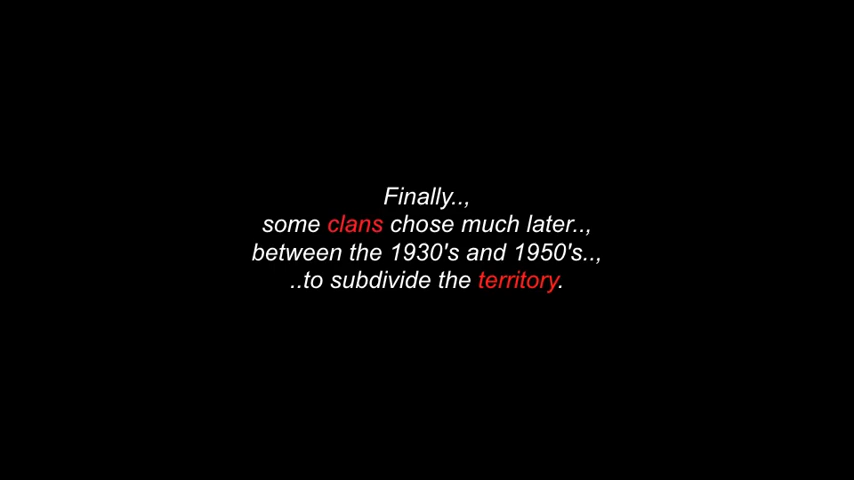 Finally..,
some clans chose much later..,
between the 1930's and 1950's..,
..to subdivide the territory.